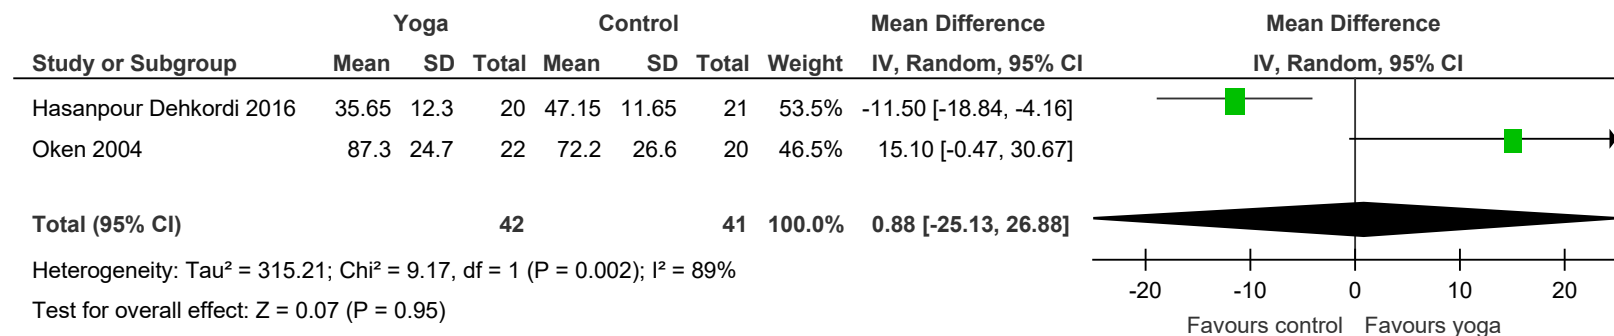 Yoga Control Mean Difference Mean Difference
Study or Subgroup Mean SD Total Mean SD Total Weight IV, Random, 95% CI IV, Random, 95% CI
Hasanpour Dehkordi 2016 35.65 12.3 20 47.15 11.65 21 53.5% -11.50 [-18.84, -4.16]
Oken 2004 87.3 24.7 22 72.2 26.6 20 46.5% 15.10 [-0.47, 30.67]
Total (95% CI) 42 41 100.0% 0.88 [-25.13, 26.88]
Heterogeneity: Tau² = 315.21; Chi² = 9.17, df = 1 (P = 0.002); I² = 89%
Test for overall effect: Z = 0.07 (P = 0.95)
-20 -10 0 10 20
Favours control Favours yoga